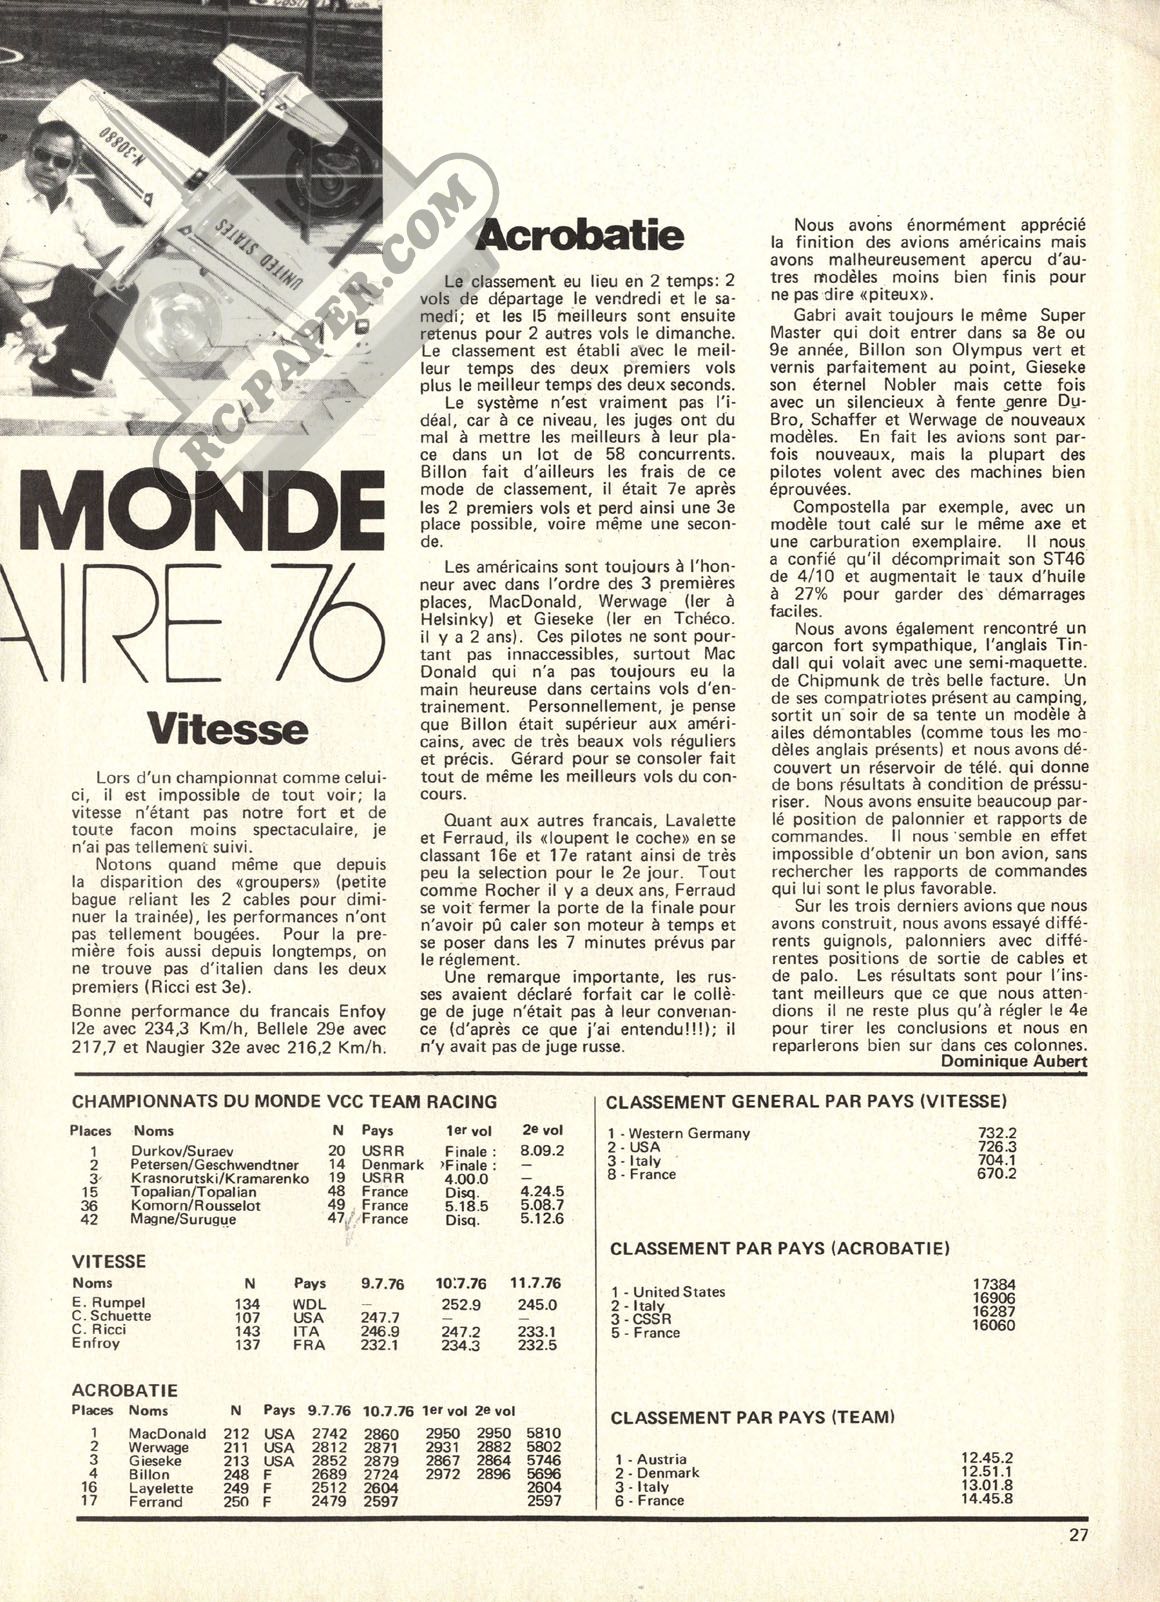 N-30880
UNITED STATES
RC-PAPER.COM
MONDE
AIRE 76
Vitesse
Lors d'un championnat comme celui-
ci, il est impossible de tout voir; la
vitesse n'étant pas notre fort et de
toute facon moins spectaculaire, je
n'ai pas tellement suivi.
Notons quand même que depuis
la disparition des «groupers» (petite
bague reliant les 2 cables pour dimi-
nuer la trainée), les performances n'ont
pas tellement bougées. Pour la pre-
mière fois aussi depuis longtemps, on
ne trouve pas d'italien dans les deux
premiers (Ricci est 3e).
Bonne performance du francais Enfoy
I2e avec 234,3 Km/h, Bellele 29e avec
217,7 et Naugier 32e avec 216,2 Km/h.
Acrobatie
Le classement eu lieu en 2 temps: 2
vols de départage le vendredi et le sa-
medi; et les I5 meilleurs sont ensuite
retenus pour 2 autres vols le dimanche.
Le classement est établi avec le meil-
leur temps des deux premiers vols
plus le meilleur temps des deux seconds.
Le système n'est vraiment pas l'i-
déal, car à ce niveau, les juges ont du
mal à mettre les meilleurs à leur pla-
ce dans un lot de 58 concurrents.
Billon fait d'ailleurs les frais de ce
mode de classement, il était 7e après
les 2 premiers vols et perd ainsi une 3e
place possible, voire même une secon-
de.
Les américains sont toujours à l'hon-
neur avec dans l'ordre des 3 premières
places, MacDonald, Werwage (Ier à
Helsinky) et Gieseke (Ier en Tchéco.
il y a 2 ans). Ces pilotes ne sont pour-
tant pas innaccessibles, surtout Mac
Donald qui n'a pas toujours eu la
main heureuse dans certains vols d'en-
trainement. Personnellement, je pense
que Billon était supérieur aux améri-
cains, avec de très beaux vols réguliers
et précis. Gérard pour se consoler fait
tout de même les meilleurs vols du con-
cours.
Quant aux autres francais, Lavalette
et Ferraud, ils «loupent le coche» en se
classant 16e et 17e ratant ainsi de très
peu la selection pour le 2e jour. Tout
comme Rocher il y a deux ans, Ferraud
se voit fermer la porte de la finale pour
n'avoir pû caler son moteur à temps et
se poser dans les 7 minutes prévus par
le réglement.
Une remarque importante, les rus-
ses avaient déclaré forfait car le collè-
ge de juge n'était pas à leur convenan-
ce (d'après ce que j'ai entendu!!!); il
n'y avait pas de juge russe.
Nous avons énormément apprécié
la finition des avions américains mais
avons malheureusement apercu d'au-
tres modèles moins bien finis pour
ne pas dire «piteux».
Gabri avait toujours le même Super
Master qui doit entrer dans sa 8e ou
9e année, Billon son Olympus vert et
vernis parfaitement au point, Gieseke
son éternel Nobler mais cette fois
avec un silencieux à fente genre Du-
Bro, Schaffer et Werwage de nouveaux
modèles. En fait les avions sont par-
fois nouveaux, mais la plupart des
pilotes volent avec des machines bien
éprouvées.
Compostella par exemple, avec un
modèle tout calé sur le même axe et
une carburation exemplaire. Il nous
a confié qu'il décomprimait son ST46
de 4/10 et augmentait le taux d'huile
à 27% pour garder des démarrages
faciles.
Nous avons également rencontré un
garcon fort sympathique, l'anglais Tin-
dall qui volait avec une semi-maquette.
de Chipmunk de très belle facture. Un
de ses compatriotes présent au camping,
sortit un soir de sa tente un modèle à
ailes démontables (comme tous les mo-
dèles anglais présents) et nous avons dé-
couvert un réservoir de télé. qui donne
de bons résultats à condition de préssu-
riser. Nous avons ensuite beaucoup par-
lé position de palonnier et rapports de
commandes. Il nous semble en effet
impossible d'obtenir un bon avion, sans
rechercher les rapports de commandes
qui lui sont le plus favorable.
Sur les trois derniers avions que nous
avons construit, nous avons essayé diffé-
rents guignols, palonniers avec diffé-
rentes positions de sortie de cables et
de palo. Les résultats sont pour l'ins-
tant meilleurs que ce que nous atten-
dions il ne reste plus qu'à régler le 4e
pour tirer les conclusions et nous en
reparlerons bien sur dans ces colonnes.
Dominique Aubert
CHAMPIONNATS DU MONDE VCC TEAM RACING
Places Noms N Pays 1er vol 2e vol
1 Durkov/Suraev 20 USRR Finale : 8.09.2
2 Petersen/Geschwendtner 14 Denmark Finale : –
3 Krasnorutski/Kramarenko 19 USRR 4.00.0 –
15 Topalian/Topalian 48 France Disq. 4.24.5
36 Komorn/Rousselot 49 France 5.18.5 5.08.7
42 Magne/Surugue 47 France Disq. 5.12.6
VITESSE
Noms N Pays 9.7.76 10.7.76 11.7.76
E. Rumpel 134 WDL – 252.9 245.0
C. Schuette 107 USA 247.7 – –
C. Ricci 143 ITA 246.9 247.2 233.1
Enfroy 137 FRA 232.1 234.3 232.5
ACROBATIE
Places Noms N Pays 9.7.76 10.7.76 1er vol 2e vol
1 MacDonald 212 USA 2742 2860 2950 2950 5810
2 Werwage 211 USA 2812 2871 2931 2882 5802
3 Gieseke 213 USA 2852 2879 2867 2864 5746
4 Billon 248 F 2689 2724 2972 2896 5696
16 Layelette 249 F 2512 2604 2604
17 Ferrand 250 F 2479 2597 2597
CLASSEMENT GENERAL PAR PAYS (VITESSE)
1 - Western Germany 732.2
2 - USA 726.3
3 - Italy 704.1
8 - France 670.2
CLASSEMENT PAR PAYS (ACROBATIE)
1 - United States 17384
2 - Italy 16906
3 - CSSR 16287
5 - France 16060
CLASSEMENT PAR PAYS (TEAM)
1 - Austria 12.45.2
2 - Denmark 12.51.1
3 - Italy 13.01.8
6 - France 14.45.8
27